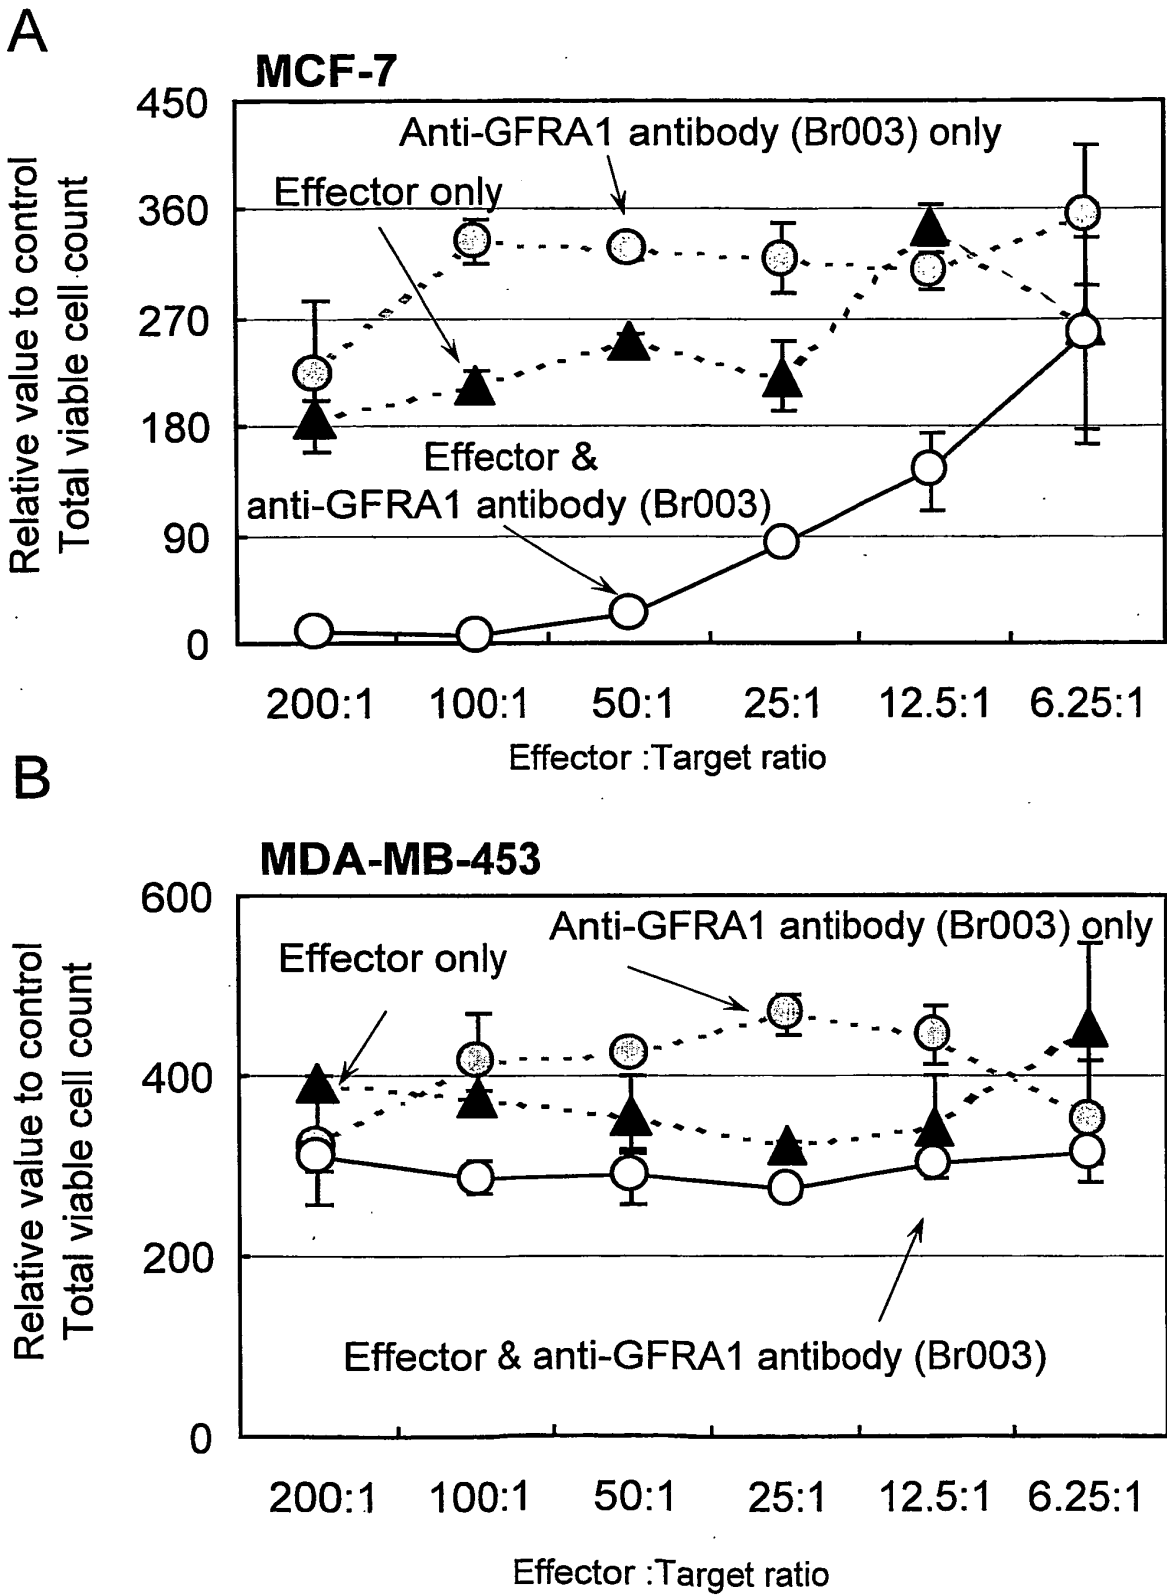 A
MCF-7
450
360
270
180
90
0
Relative value to control
Total viable cell count
Anti-GFRA1 antibody (Br003) only
Effector only
Effector &
anti-GFRA1 antibody (Br003)
200:1 100:1 50:1 25:1 12.5:1 6.25:1
Effector :Target ratio
B
MDA-MB-453
600
400
200
0
Relative value to control
Total viable cell count
Anti-GFRA1 antibody (Br003) only
Effector only
Effector & anti-GFRA1 antibody (Br003)
200:1 100:1 50:1 25:1 12.5:1 6.25:1
Effector :Target ratio